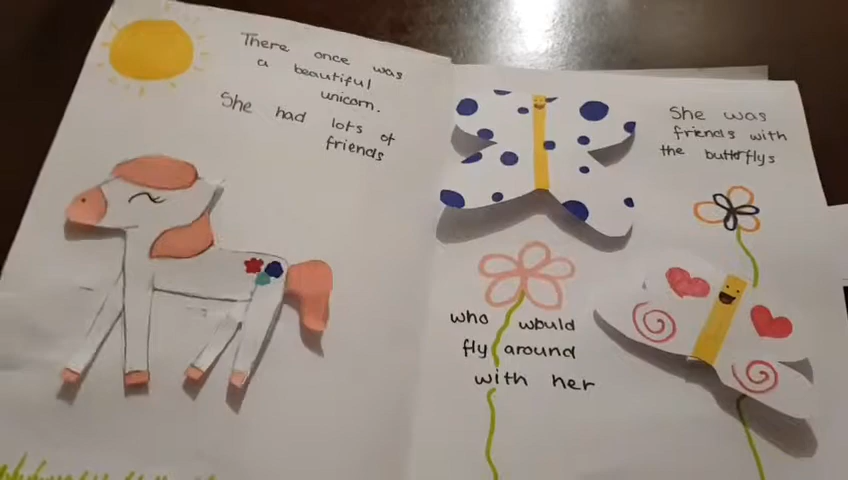 There once was
a beautiful
unicorn.
She had lots of
friends
She was
friends with
the butterflys
who would
fly around
with her